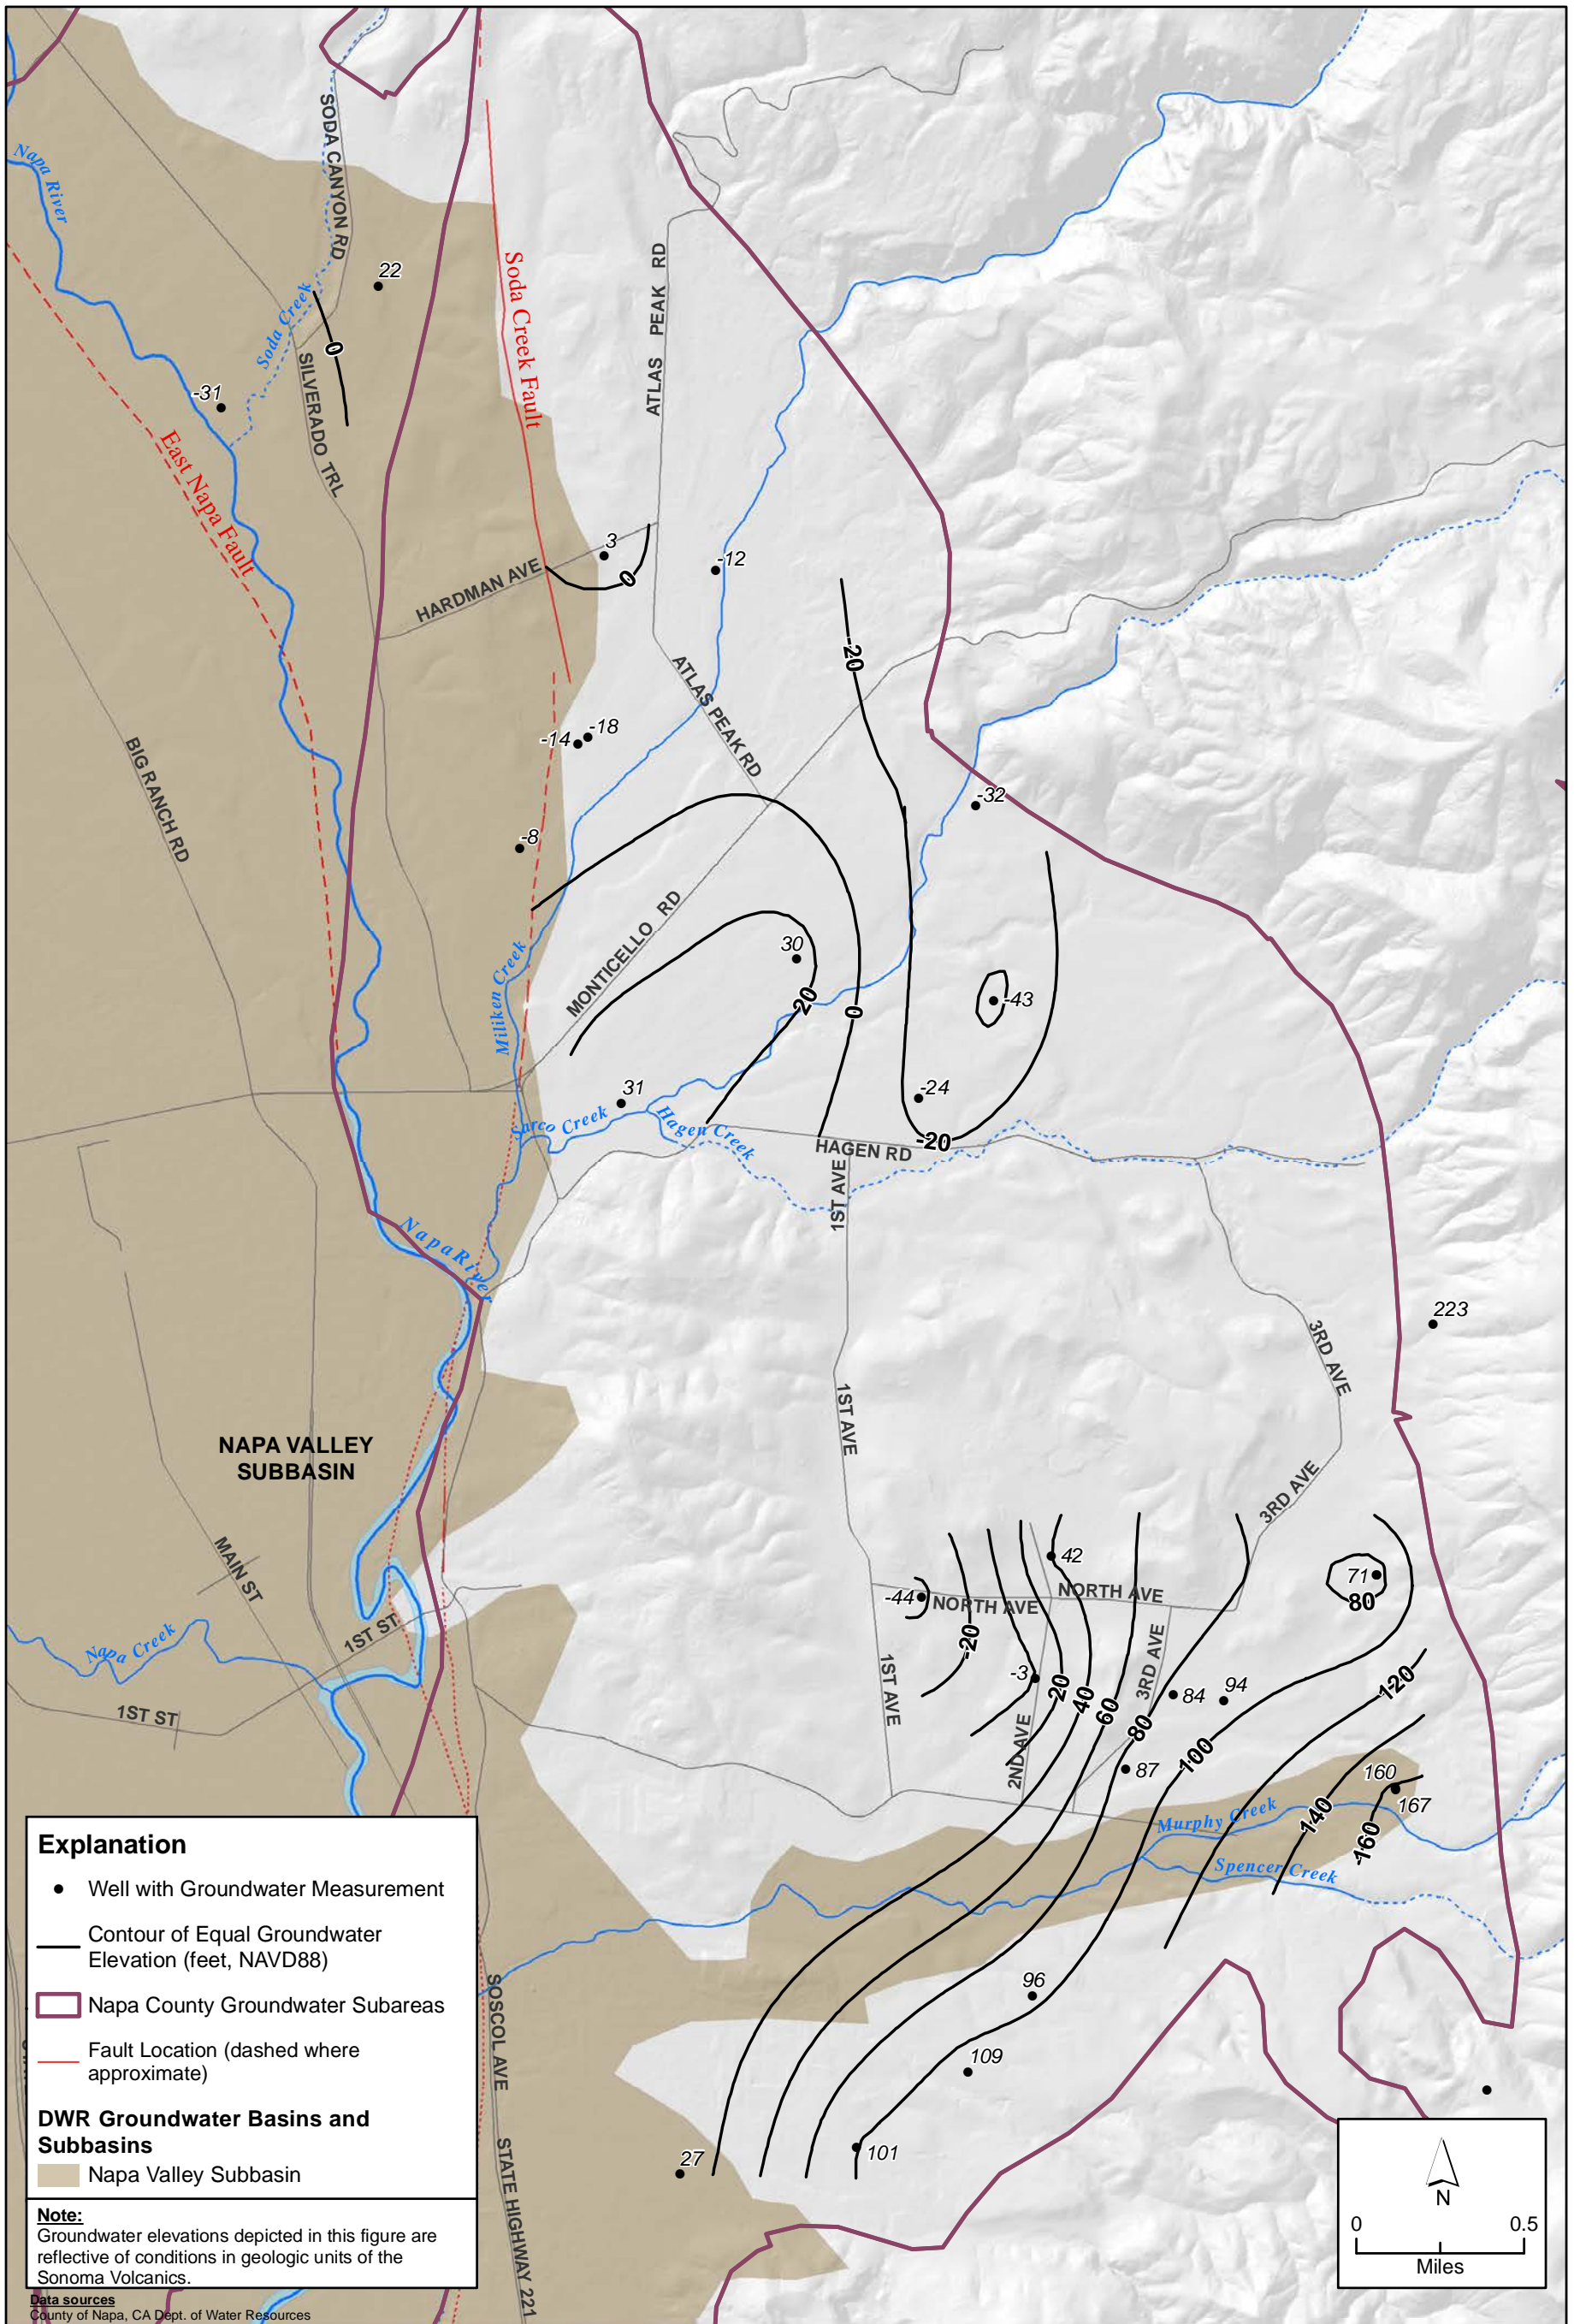 SODA CANYON RD
Napa River
22
Soda Creek Fault
ATLAS PEAK RD
Soda Creek
0
SILVERADO TRL
-31
East Napa Fault
3
-12
0
HARDMAN AVE
-20
ATLAS PEAK RD
-18
-14
BIG RANCH RD
-32
-8
MONTICELLO RD
30
Milliken Creek
20
0
-43
31
-24
Sarco Creek
Hagen Creek
-20
HAGEN RD
1ST AVE
Napa River
223
3RD AVE
1ST AVE
NAPA VALLEY
SUBBASIN
3RD AVE
MAIN ST
42
71
80
-44
NORTH AVE
NORTH AVE
1ST ST
Napa Creek
-20
-3
20
40
60
3RD AVE
84
94
120
1ST AVE
80
100
1ST ST
2ND AVE
87
160
167
140
-160
Murphy Creek
Spencer Creek
96
109
101
27
SOSCOL AVE
STATE HIGHWAY 221
Explanation
Well with Groundwater Measurement
Contour of Equal Groundwater
Elevation (feet, NAVD88)
Napa County Groundwater Subareas
Fault Location (dashed where
approximate)
DWR Groundwater Basins and
Subbasins
Napa Valley Subbasin
Note:
Groundwater elevations depicted in this figure are
reflective of conditions in geologic units of the
Sonoma Volcanics.
Data sources
County of Napa, CA Dept. of Water Resources
N
0 0.5
Miles